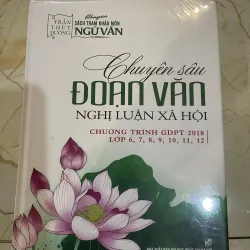 TRẦN
THÙY
DƯƠNG
Chuyên
SÁCH THAM KHẢO MÔN
NGỮ VĂN
Chuyên sâu
ĐOẠN VĂN
NGHỊ LUẬN XÃ HỘI
CHƯƠNG TRÌNH GDPT 2018
LỚP 6, 7, 8, 9, 10, 11, 12